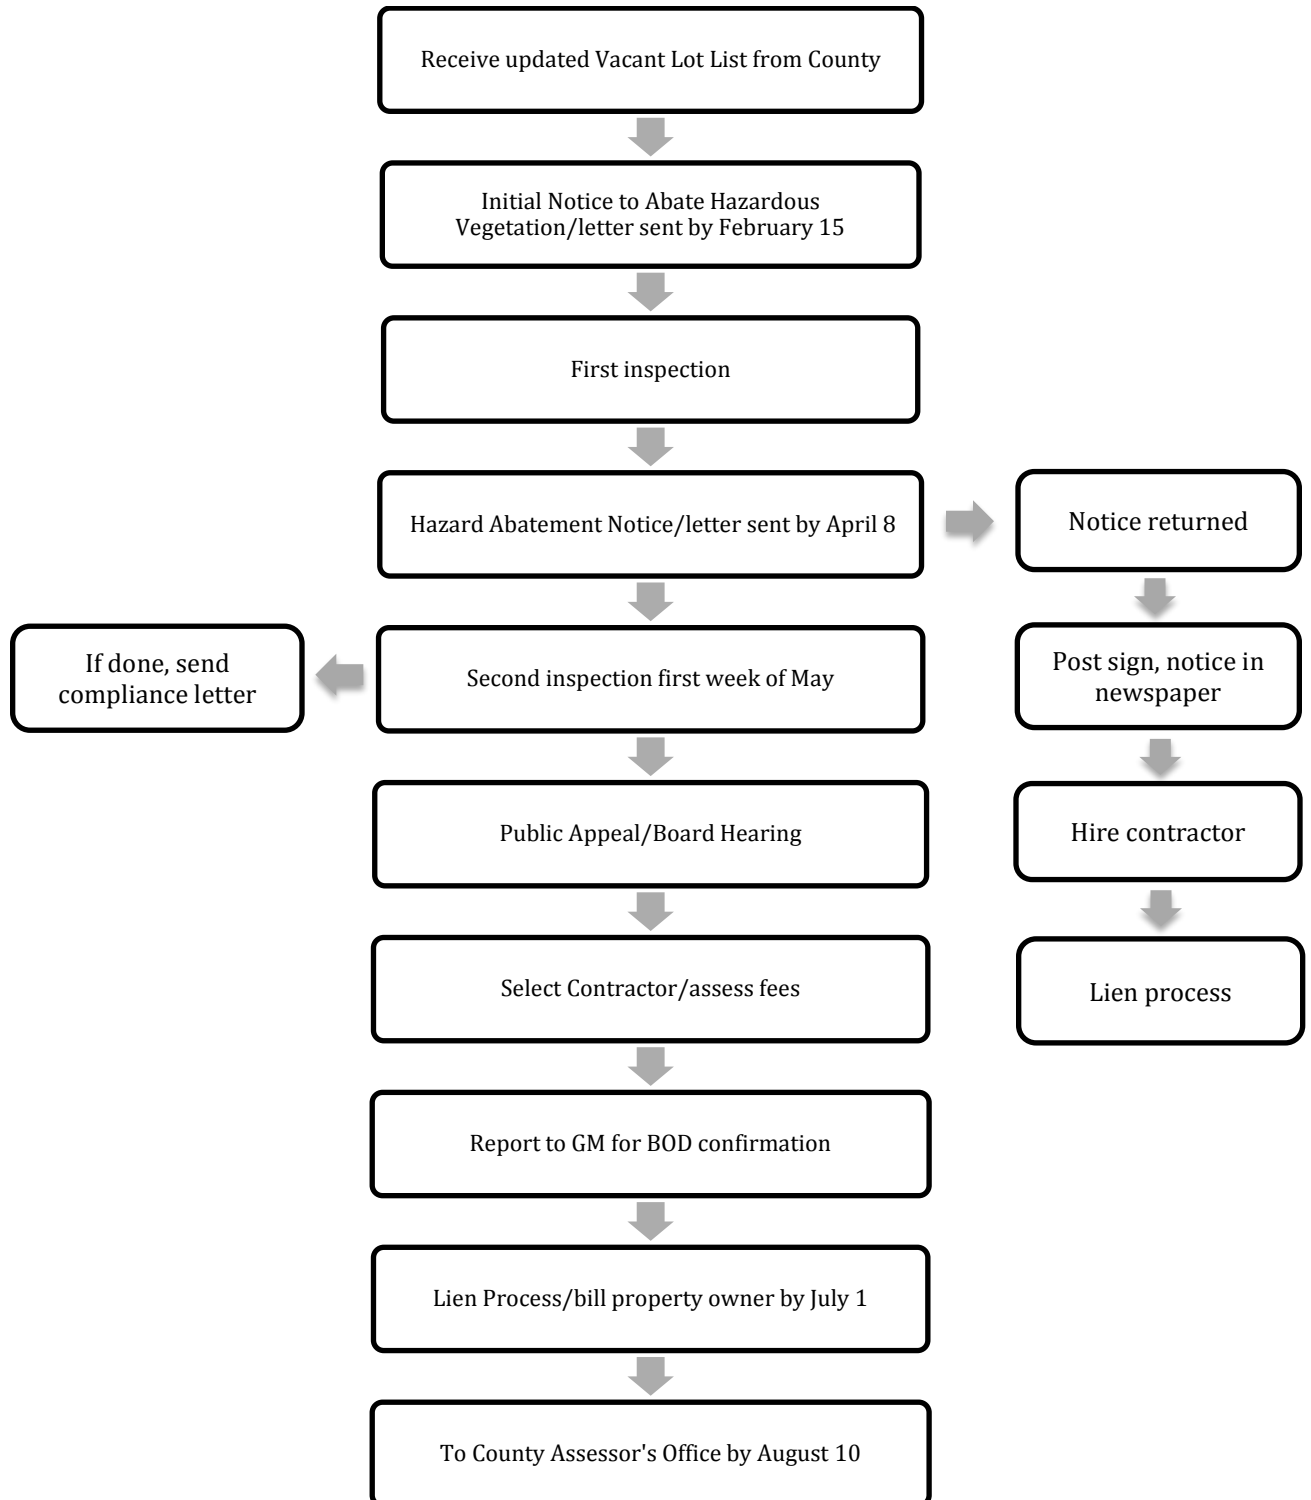 Receive updated Vacant Lot List from County
Initial Notice to Abate Hazardous
Vegetation/letter sent by February 15
First inspection
Hazard Abatement Notice/letter sent by April 8
Notice returned
If done, send
compliance letter
Second inspection first week of May
Post sign, notice in
newspaper
Public Appeal/Board Hearing
Hire contractor
Select Contractor/assess fees
Lien process
Report to GM for BOD confirmation
Lien Process/bill property owner by July 1
To County Assessor's Office by August 10